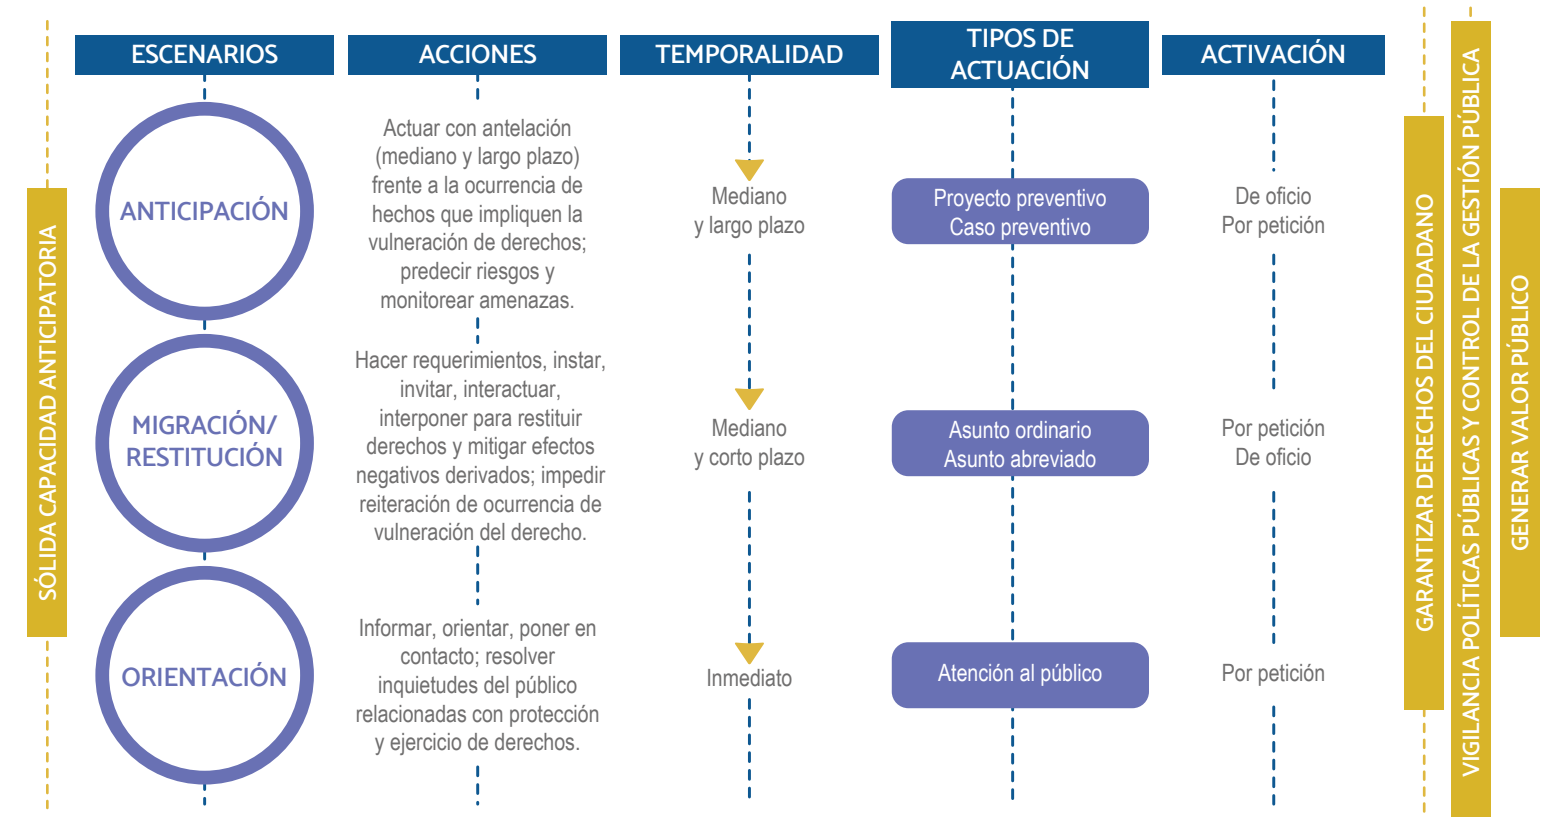 SÓLIDA CAPACIDAD ANTICIPATORIA
ESCENARIOS
ACCIONES
TEMPORALIDAD
TIPOS DE
ACTUACIÓN
ACTIVACIÓN
ANTICIPACIÓN
Actuar con antelación
(mediano y largo plazo)
frente a la ocurrencia de
hechos que impliquen la
vulneración de derechos;
predecir riesgos y
monitorear amenazas.
Mediano
y largo plazo
Proyecto preventivo
Caso preventivo
De oficio
Por petición
MIGRACIÓN/
RESTITUCIÓN
Hacer requerimientos, instar,
invitar, interactuar,
interponer para restituir
derechos y mitigar efectos
negativos derivados; impedir
reiteración de ocurrencia de
vulneración del derecho.
Mediano
y corto plazo
Asunto ordinario
Asunto abreviado
Por petición
De oficio
ORIENTACIÓN
Informar, orientar, poner en
contacto; resolver
inquietudes del público
relacionadas con protección
y ejercicio de derechos.
Inmediato
Atención al público
Por petición
GARANTIZAR DERECHOS DEL CIUDADANO
VIGILANCIA POLÍTICAS PÚBLICAS Y CONTROL DE LA GESTIÓN PÚBLICA
GENERAR VALOR PÚBLICO